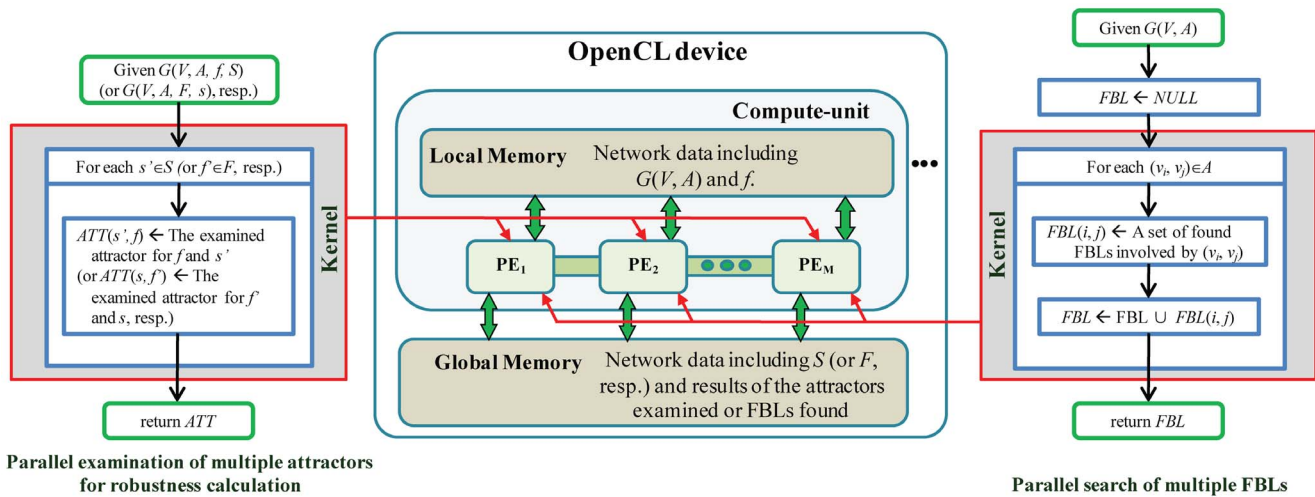 Given G(V, A, f, S)
(or G(V, A, F, s), resp.)
For each s'∈S (or f'∈F, resp.)
ATT(s', f) ← The examined
attractor for f and s'
(or ATT(s, f') ← The
examined attractor for f'
and s, resp.)
Kernel
return ATT
Parallel examination of multiple attractors
for robustness calculation
OpenCL device
Compute-unit
Local Memory Network data including
G(V, A) and f.
•••
PE1 PE2 PEM
Global Memory Network data including S (or F,
resp.) and results of the attractors
examined or FBLs found
Given G(V, A)
FBL ← NULL
Kernel
For each (vi, vj)∈A
FBL(i, j) ← A set of found
FBLs involved by (vi, vj)
FBL ← FBL ∪ FBL(i, j)
return FBL
Parallel search of multiple FBLs